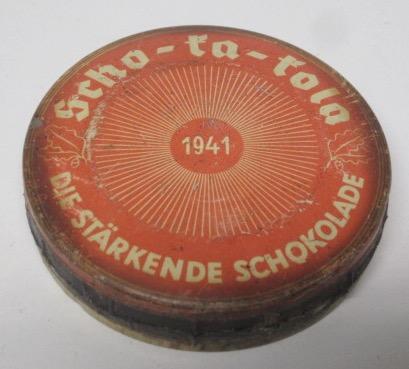 Scho-ka-kola
1941
DIE STÄRKENDE SCHOKOLADE